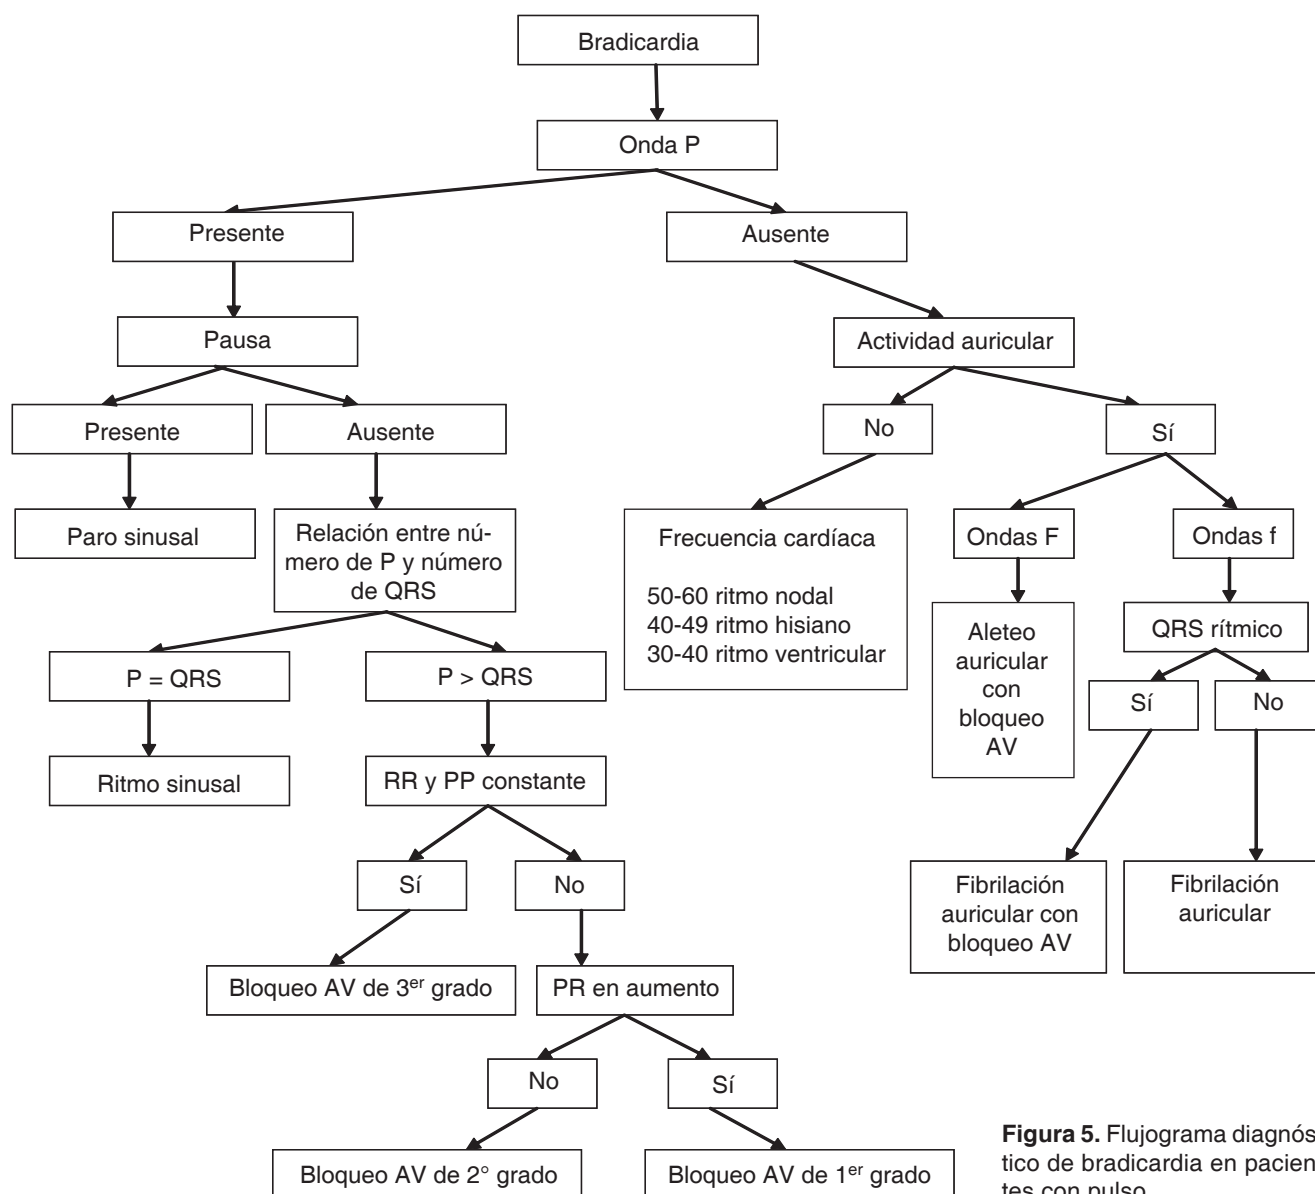 Bradicardia
Onda P
Presente
Ausente
Pausa
Actividad auricular
Presente
Ausente
No
Sí
Paro sinusal
Relación entre nú-
mero de P y número
de QRS
Frecuencia cardíaca
50-60 ritmo nodal
40-49 ritmo hisiano
30-40 ritmo ventricular
Ondas F
Ondas f
Aleteo
auricular
con
bloqueo
AV
QRS rítmico
P = QRS
P > QRS
Sí
No
Ritmo sinusal
RR y PP constante
Sí
No
Fibrilación
auricular con
bloqueo AV
Fibrilación
auricular
Bloqueo AV de 3er grado
PR en aumento
No
Sí
Bloqueo AV de 2° grado
Bloqueo AV de 1er grado
Figura 5. Flujograma diagnós-
tico de bradicardia en pacien-
tes con pulso